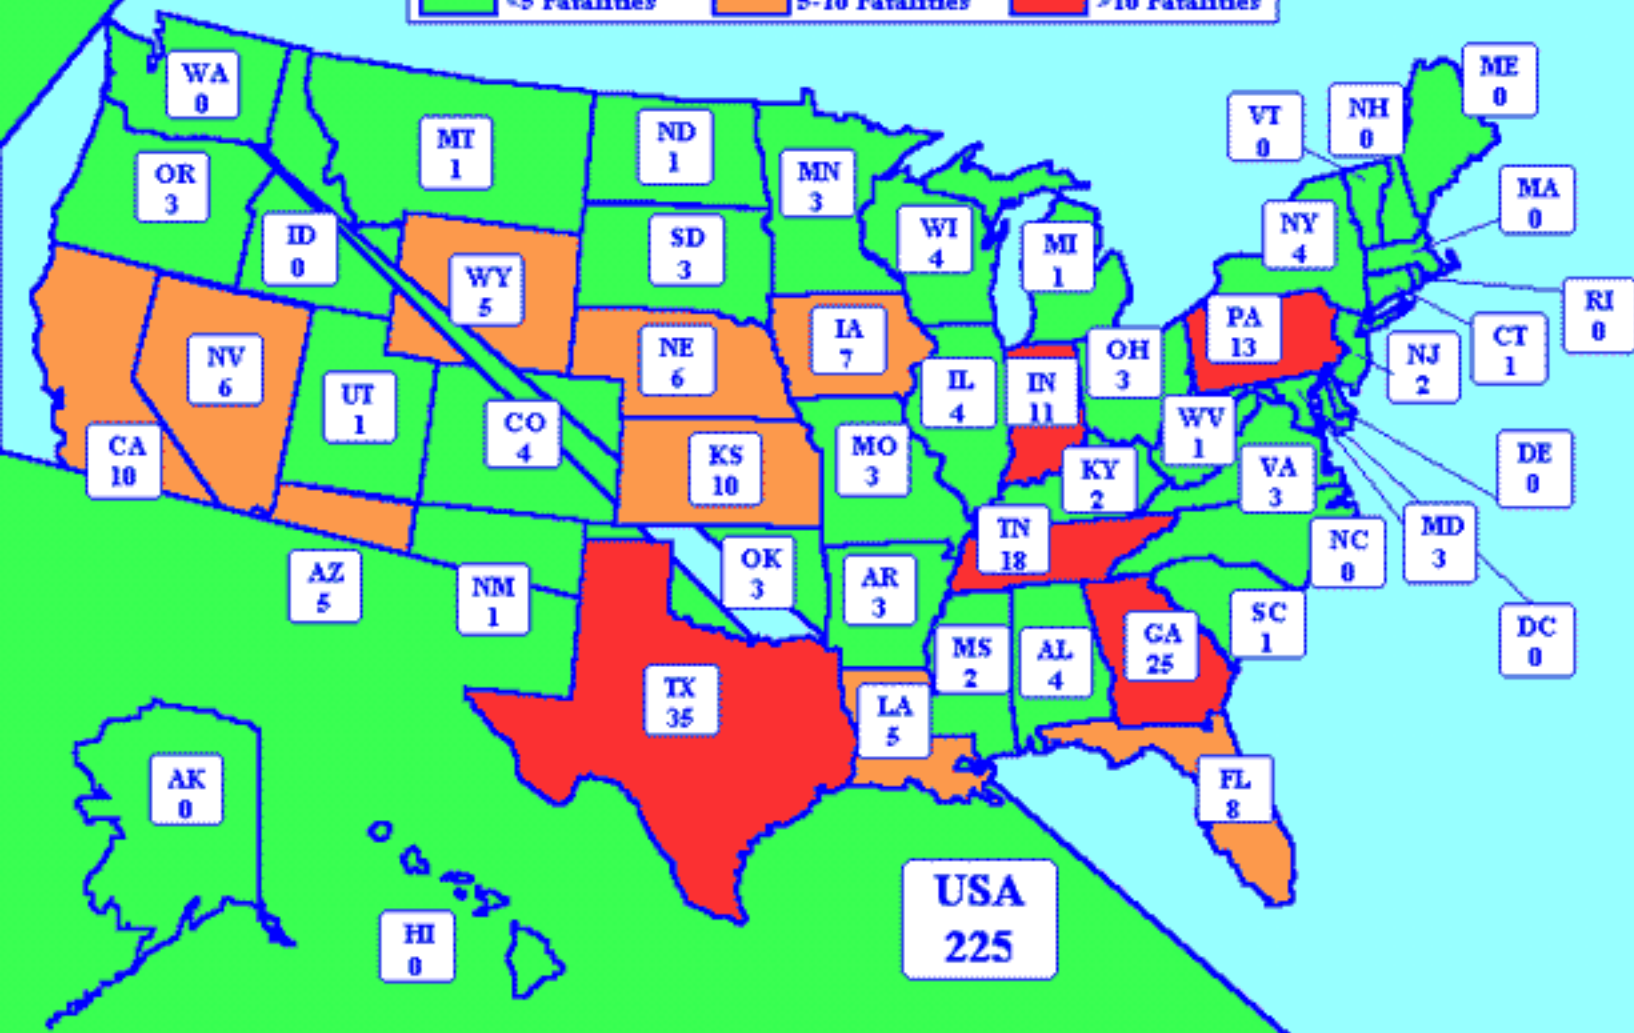 <5 Fatalities
5-10 Fatalities
>10 Fatalities
WA
0
OR
3
ID
0
MT
1
ND
1
SD
3
MN
3
WI
4
MI
1
VT
0
NH
0
ME
0
MA
0
NY
4
RI
0
CT
1
NJ
2
PA
13
WY
5
NE
6
IA
7
IL
4
IN
11
OH
3
WV
1
NV
6
UT
1
CO
4
CA
10
KS
10
MO
3
KY
2
VA
3
DE
0
MD
3
NC
0
DC
0
AZ
5
NM
1
OK
3
AR
3
TN
18
SC
1
MS
2
AL
4
GA
25
TX
35
LA
5
FL
8
AK
0
HI
0
USA
225